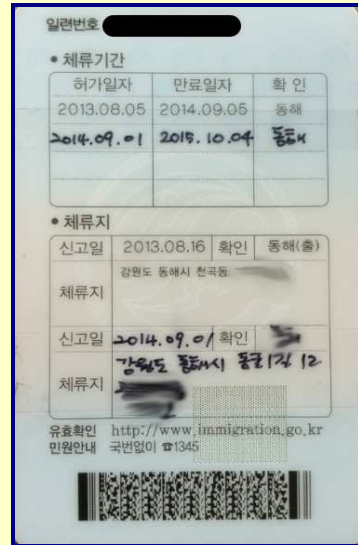 일련번호
• 체류기간
허가일자 만료일자 확 인
2013.08.05 2014.09.05 동해
2014.09.01 2015.10.04 동해
• 체류지
신고일 2013.08.16 확인 동해(출)
체류지 강원도 동해시 천곡동
신고일 2014.09.01 확인
체류지 강원도 동해시 동굴1길 12
유효확인 http://www.immigration.go.kr
민원안내 국번없이 ☎1345